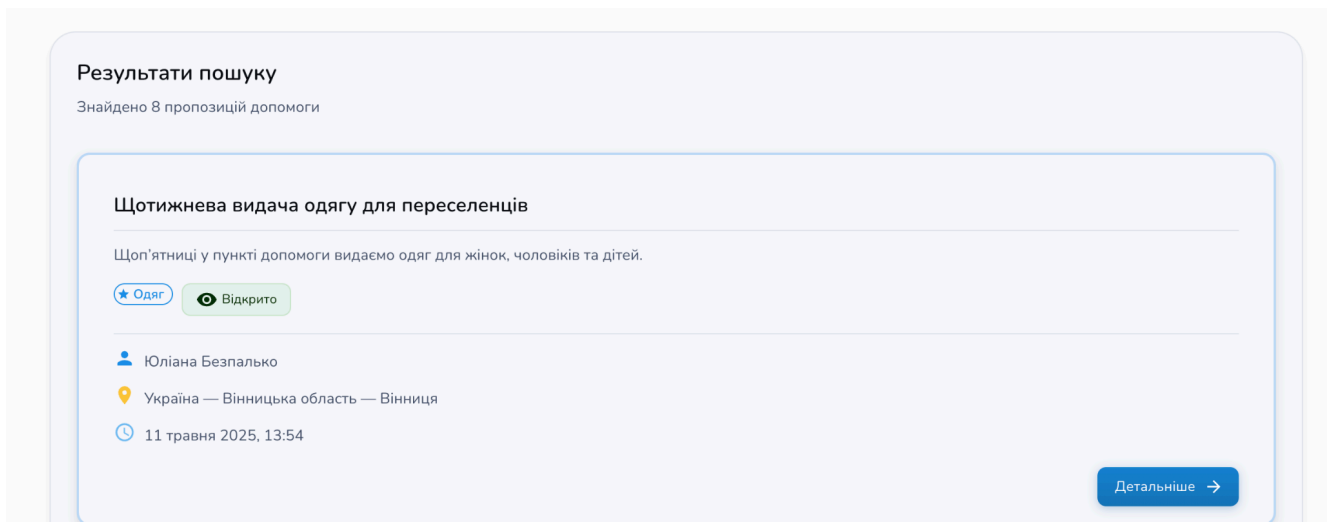 Результати пошуку
Знайдено 8 пропозицій допомоги
Щотижнева видача одягу для переселенців
Щоп'ятниці у пункті допомоги видаємо одяг для жінок, чоловіків та дітей.
Одяг Відкрито
Юліана Безпалько
Україна — Вінницька область — Вінниця
11 травня 2025, 13:54
Детальніше →